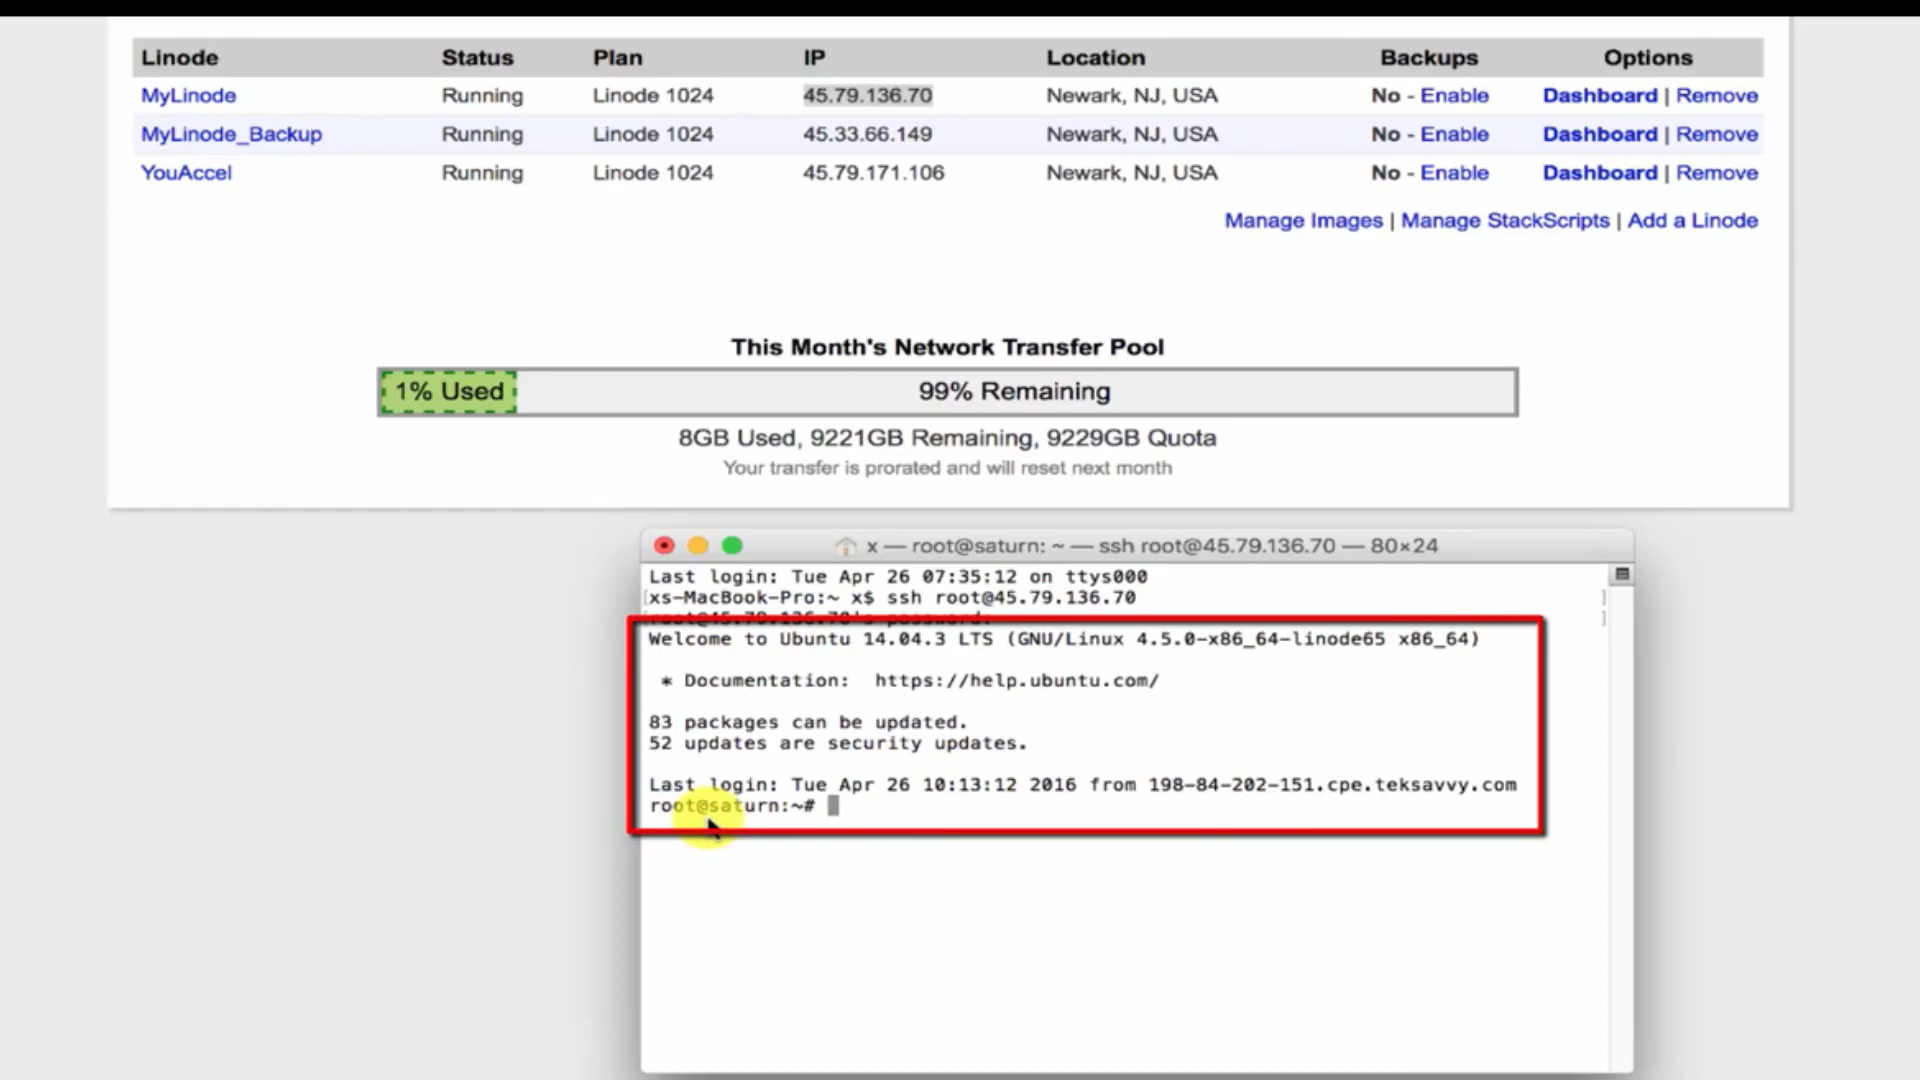 Linode Status Plan IP Location Backups Options
MyLinode Running Linode 1024 45.79.136.70 Newark, NJ, USA No - Enable Dashboard | Remove
MyLinode_Backup Running Linode 1024 45.33.66.149 Newark, NJ, USA No - Enable Dashboard | Remove
YouAccel Running Linode 1024 45.79.171.106 Newark, NJ, USA No - Enable Dashboard | Remove
Manage Images | Manage StackScripts | Add a Linode
This Month's Network Transfer Pool
1% Used 99% Remaining
8GB Used, 9221GB Remaining, 9229GB Quota
Your transfer is prorated and will reset next month
x — root@saturn: ~ — ssh root@45.79.136.70 — 80×24
Last login: Tue Apr 26 07:35:12 on ttys000
[xs-MacBook-Pro:~ x$ ssh root@45.79.136.70 ]
[root@45.79.136.70's password: ]
Welcome to Ubuntu 14.04.3 LTS (GNU/Linux 4.5.0-x86_64-linode65 x86_64)
* Documentation: https://help.ubuntu.com/
83 packages can be updated.
52 updates are security updates.
Last login: Tue Apr 26 10:13:12 2016 from 198-84-202-151.cpe.teksavvy.com
root@saturn:~#